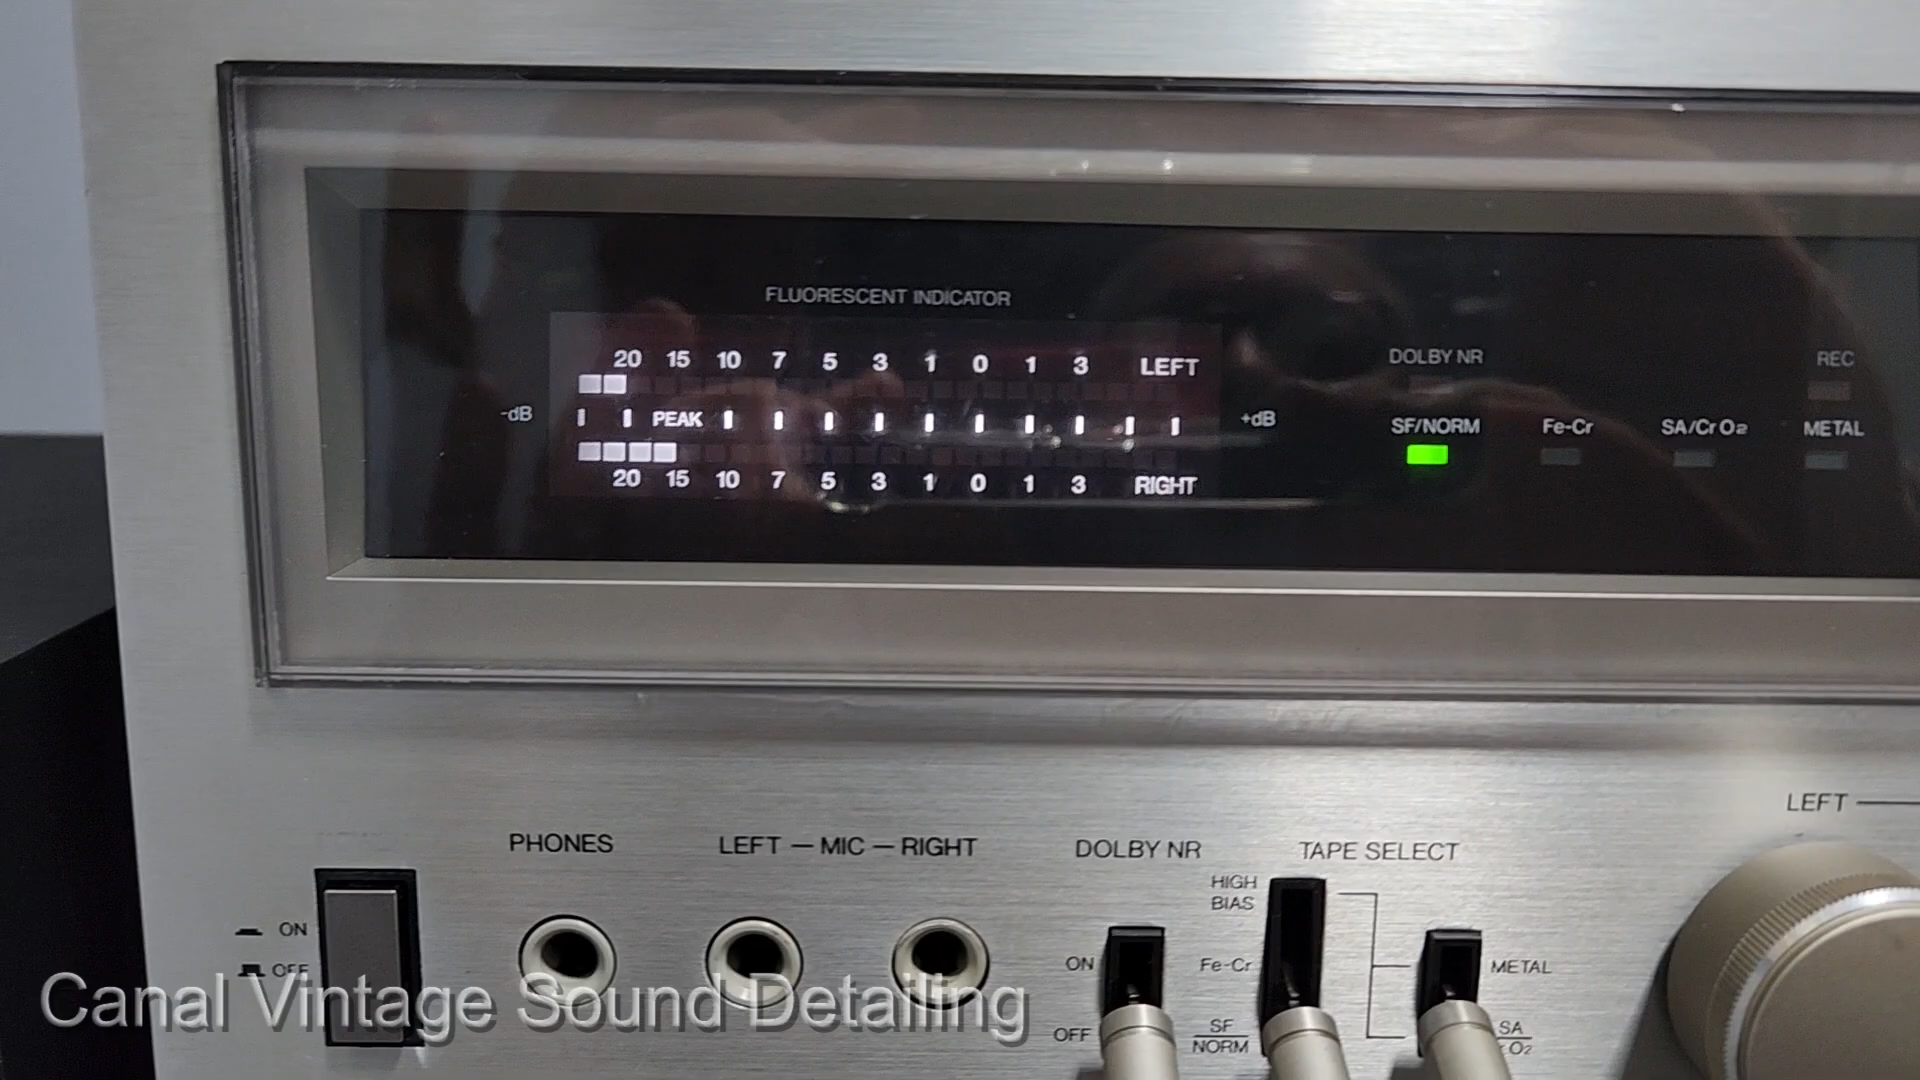 FLUORESCENT INDICATOR
20 15 10 7 5 3 1 0 1 3 LEFT
-dB PEAK +dB
20 15 10 7 5 3 1 0 1 3 RIGHT
DOLBY NR REC
SF/NORM Fe-Cr SA/CrO2 METAL
LEFT
PHONES LEFT — MIC — RIGHT DOLBY NR TAPE SELECT
HIGH
BIAS
ON
OFF
ON Fe-Cr METAL
OFF SF
NORM
SA
Canal Vintage Sound Detailing